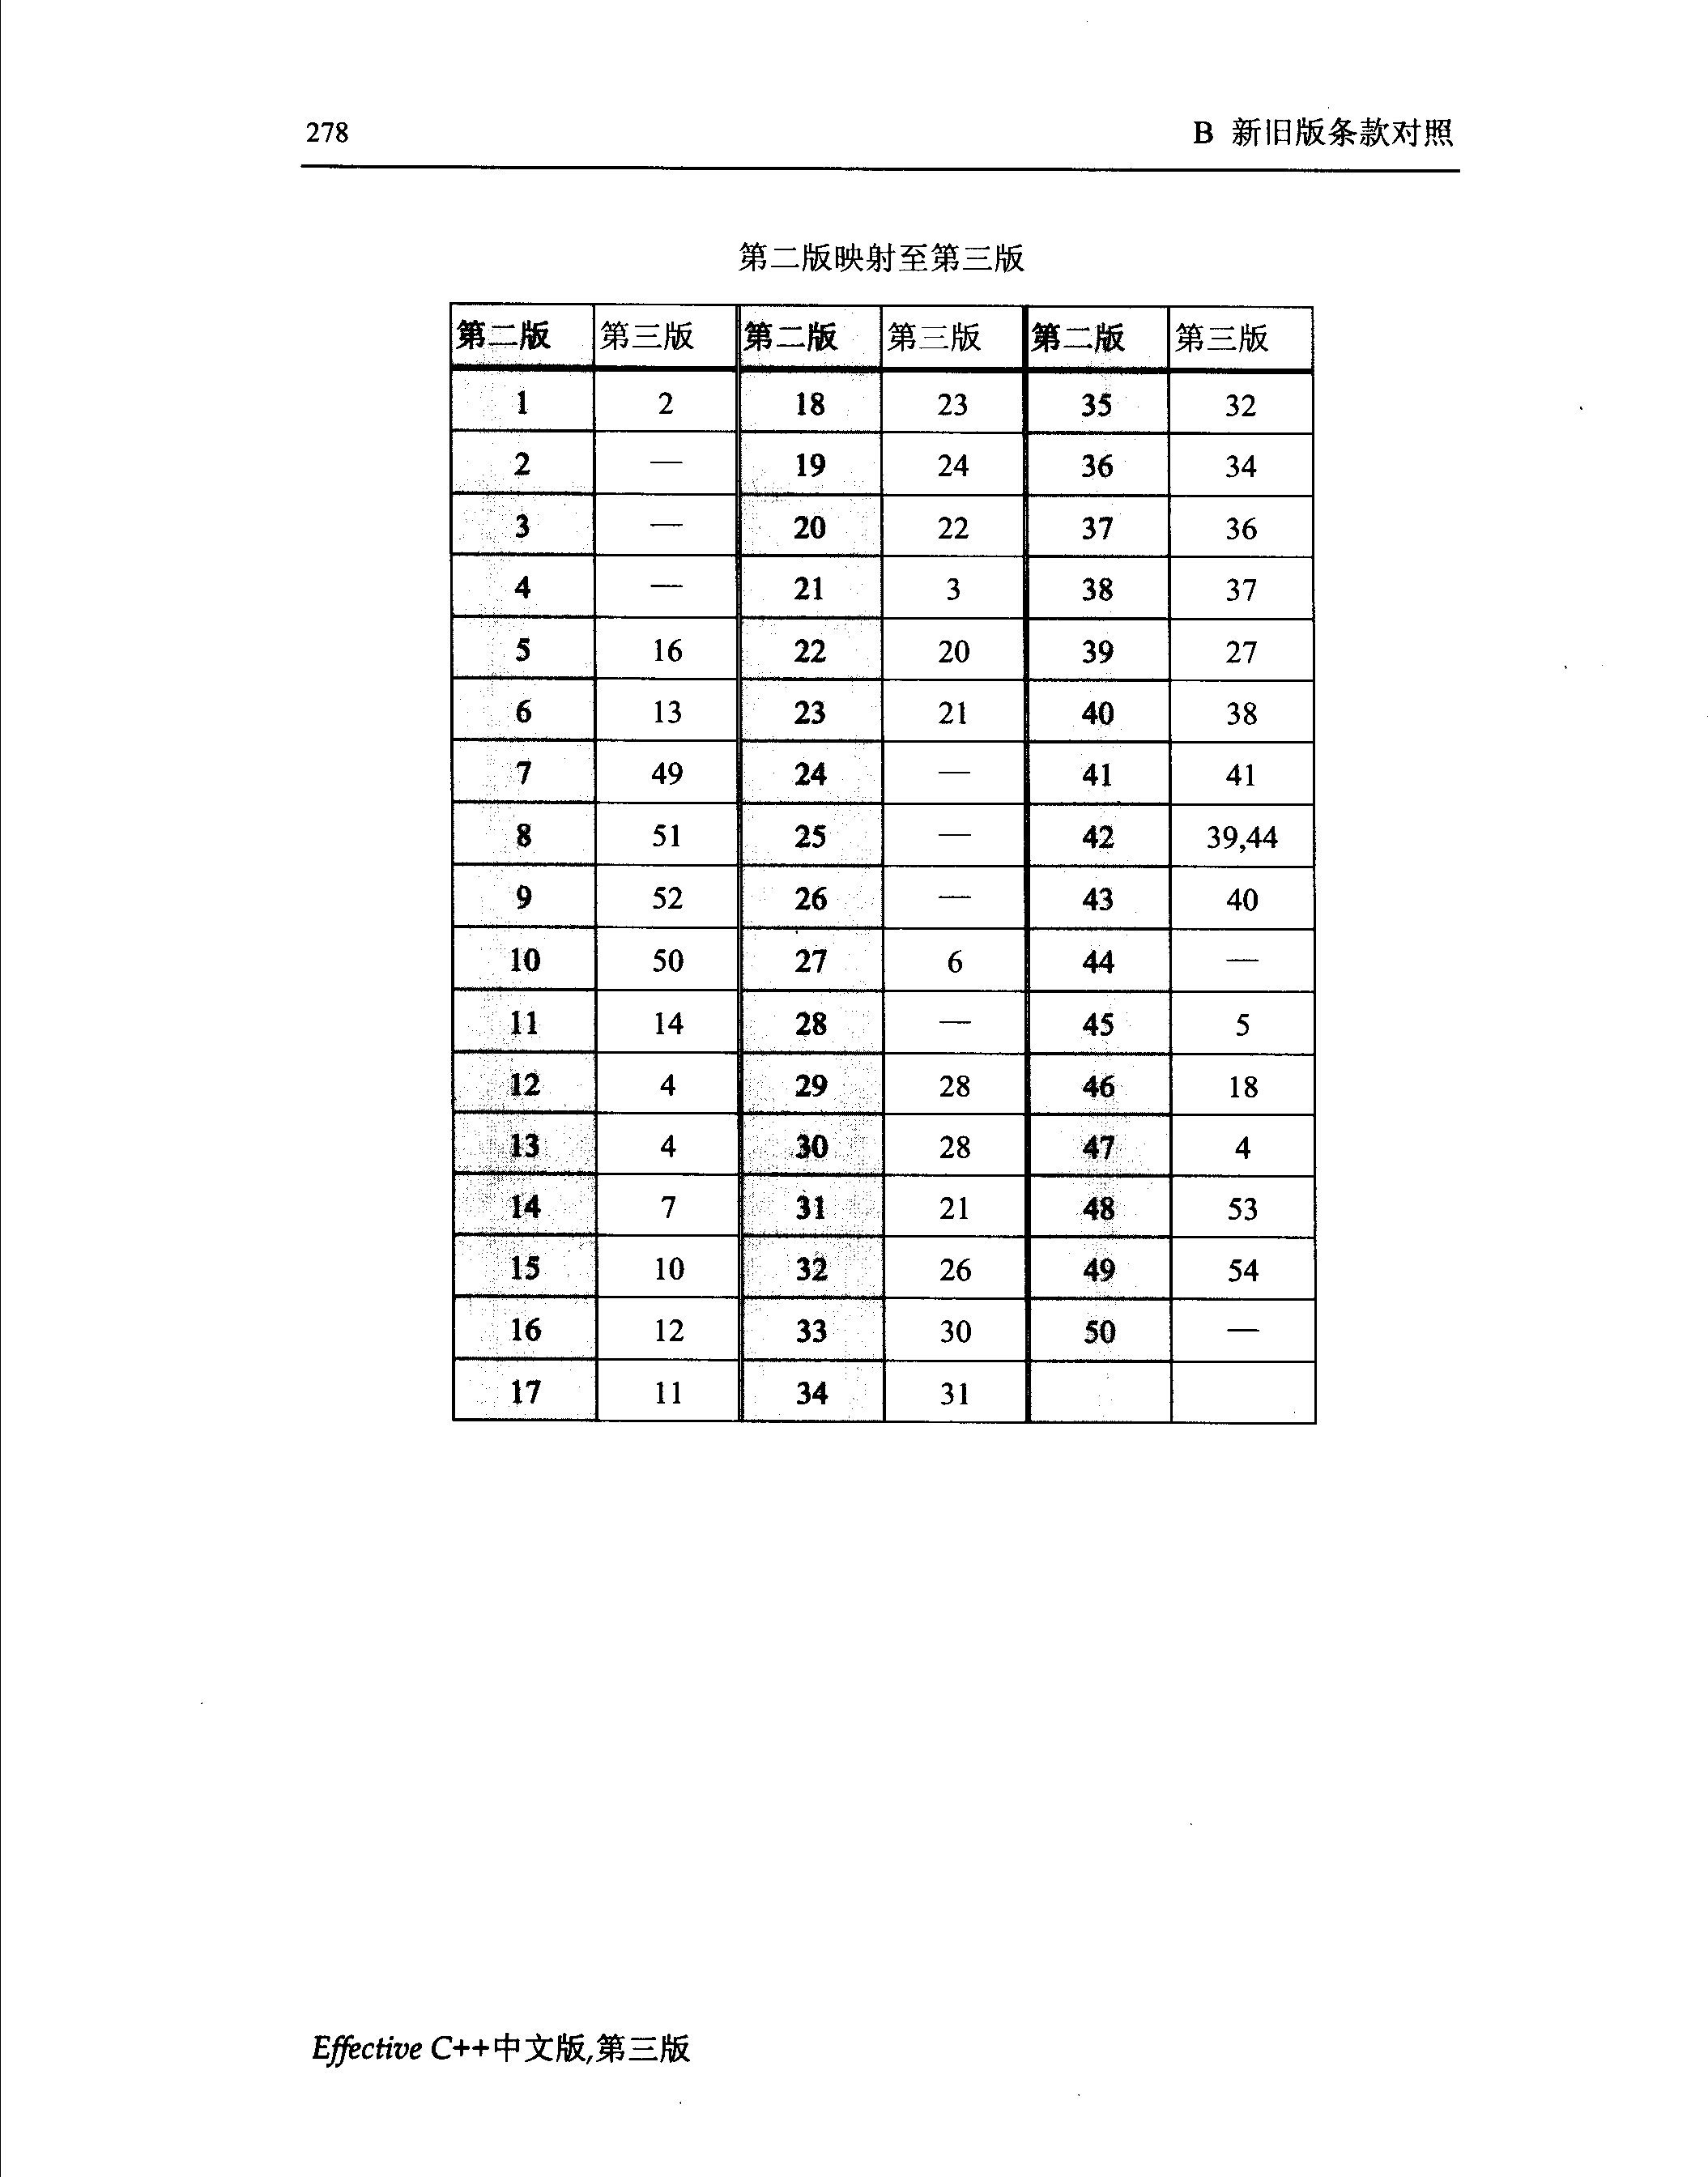 278 B 新旧版条款对照
第二版映射至第三版
第二版 第三版 第二版 第三版 第二版 第三版
1 2 18 23 35 32
2 — 19 24 36 34
3 — 20 22 37 36
4 — 21 3 38 37
5 16 22 20 39 27
6 13 23 21 40 38
7 49 24 — 41 41
8 51 25 — 42 39,44
9 52 26 — 43 40
10 50 27 6 44 —
11 14 28 — 45 5
12 4 29 28 46 18
13 4 30 28 47 4
14 7 31 21 48 53
15 10 32 26 49 54
16 12 33 30 50 —
17 11 34 31
Effective C++中文版,第三版